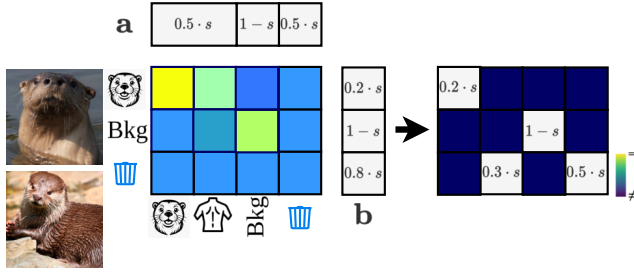 a 0.5 · s 1 − s 0.5 · s
0.2 · s
Bkg 1 − s
0.8 · s
Bkg
b
0.2 · s
1 − s
0.3 · s 0.5 · s
=
≠